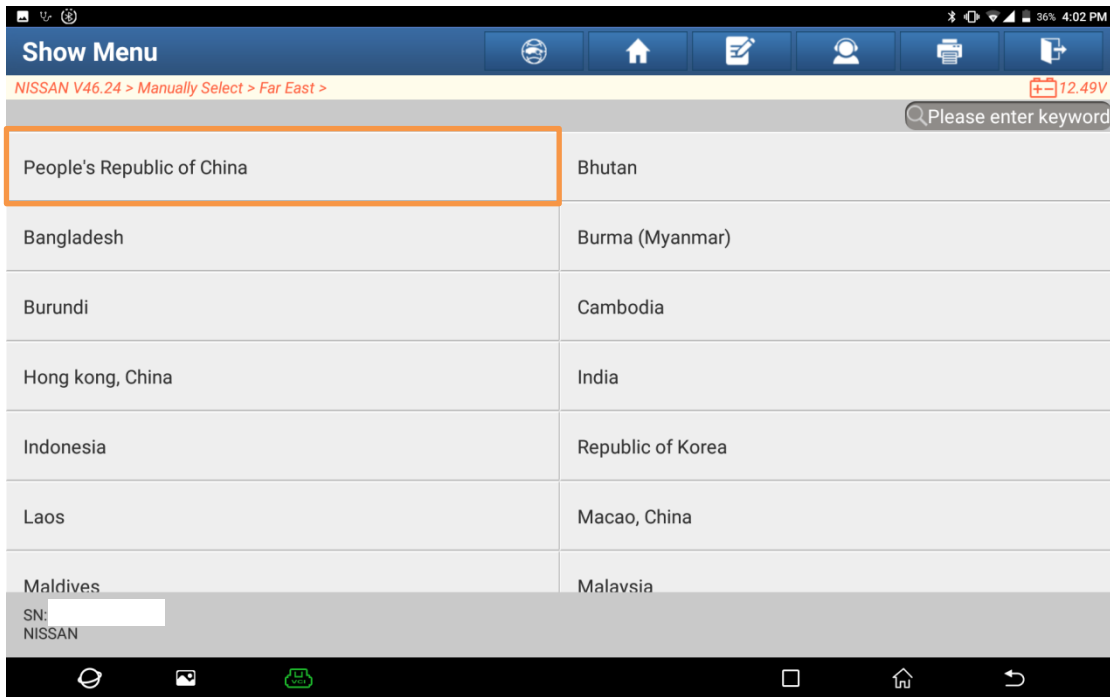 36% 4:02 PM
Show Menu
NISSAN V46.24 > Manually Select > Far East >
12.49V
Please enter keyword
People's Republic of China
Bhutan
Bangladesh
Burma (Myanmar)
Burundi
Cambodia
Hong kong, China
India
Indonesia
Republic of Korea
Laos
Macao, China
Maldives
Malaysia
SN:
NISSAN
VCI